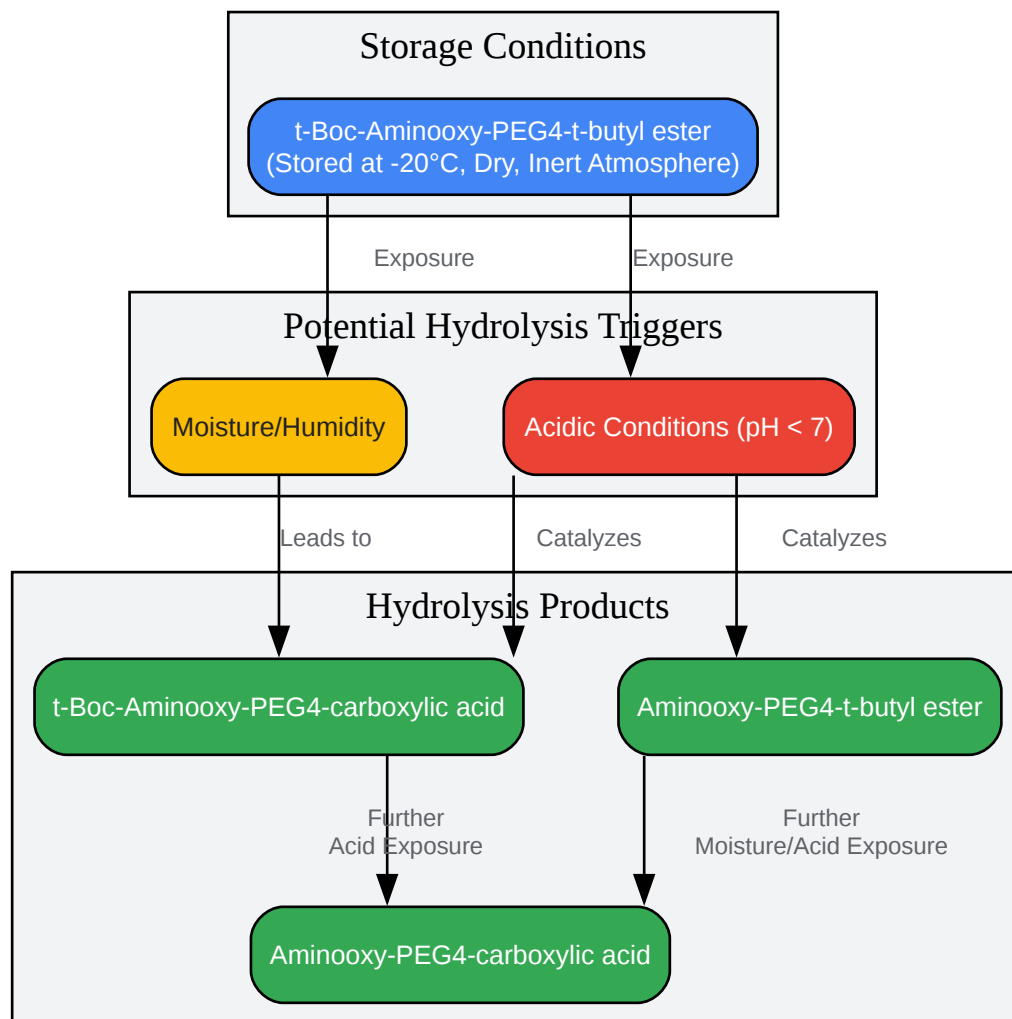 Storage Conditions
t-Boc-Aminooxy-PEG4-t-butyl ester
(Stored at -20°C, Dry, Inert Atmosphere)
Exposure
Exposure
Potential Hydrolysis Triggers
Moisture/Humidity
Acidic Conditions (pH < 7)
Leads to
Catalyzes
Catalyzes
Hydrolysis Products
t-Boc-Aminooxy-PEG4-carboxylic acid
Aminooxy-PEG4-t-butyl ester
Further
Acid Exposure
Further
Moisture/Acid Exposure
Aminooxy-PEG4-carboxylic acid